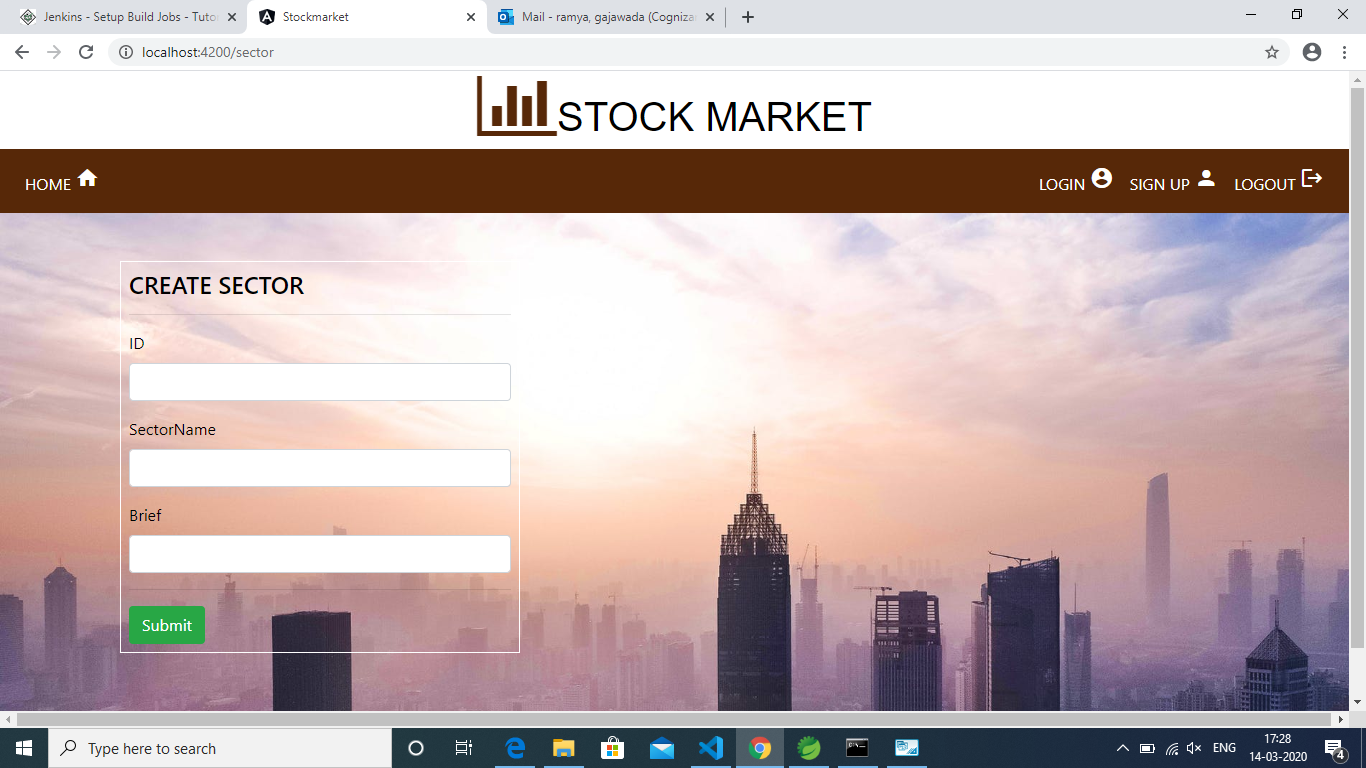 Jenkins - Setup Build Jobs - Tutor
Stockmarket
Mail - ramya, gajawada (Cogniza
localhost:4200/sector
STOCK MARKET
HOME
LOGIN
SIGN UP
LOGOUT
CREATE SECTOR
ID
SectorName
Brief
Submit
Type here to search
ENG
17:28
14-03-2020
4